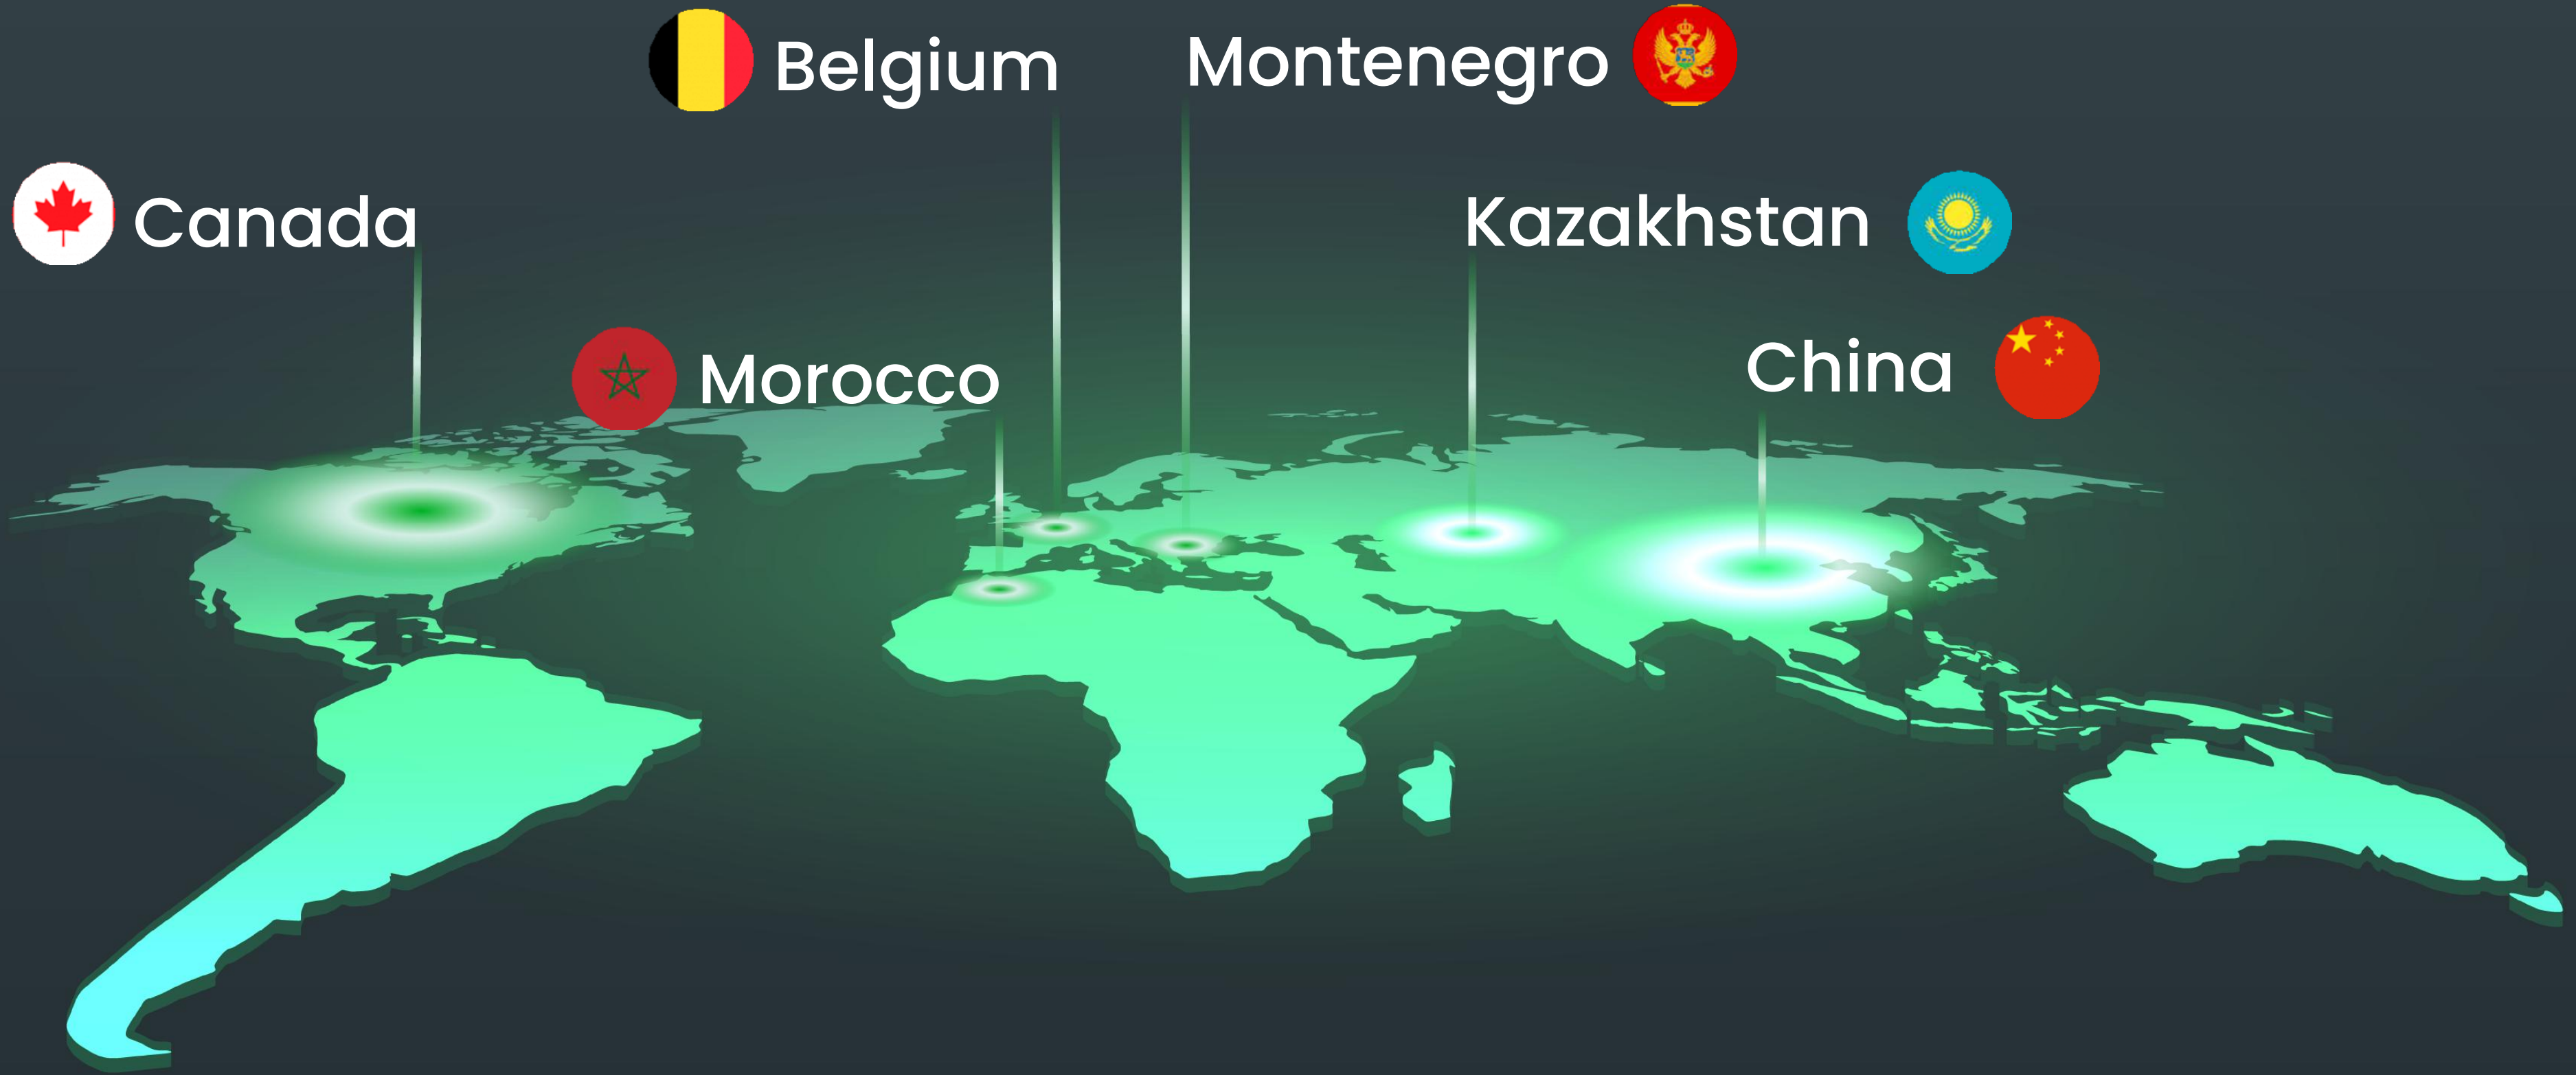 Belgium
Montenegro
Canada
Kazakhstan
Morocco
China